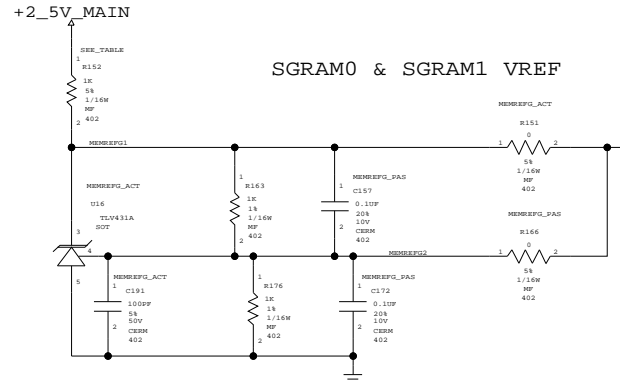 +2_5V_MAIN
SEE_TABLE
1
R152
1K
5%
1/16W
MF
402
2
SGRAM0 & SGRAM1 VREF
MEMREFG_ACT
R151
0
1
2
5%
1/16W
MF
402
MEMREFG1
MEMREFG_ACT
U16
TLV431A
SOT
3
4
5
1
R163
1K
1%
1/16W
MF
402
2
MEMREFG_PAS
1
C157
0.1UF
20%
10V
CERM
402
2
MEMREFG_PAS
R166
0
1
2
5%
1/16W
MF
402
MEMREFG2
MEMREFG_ACT
1
C191
100PF
5%
50V
CERM
402
2
1
R176
1K
1%
1/16W
MF
402
2
MEMREFG_PAS
1
C172
0.1UF
20%
10V
CERM
402
2